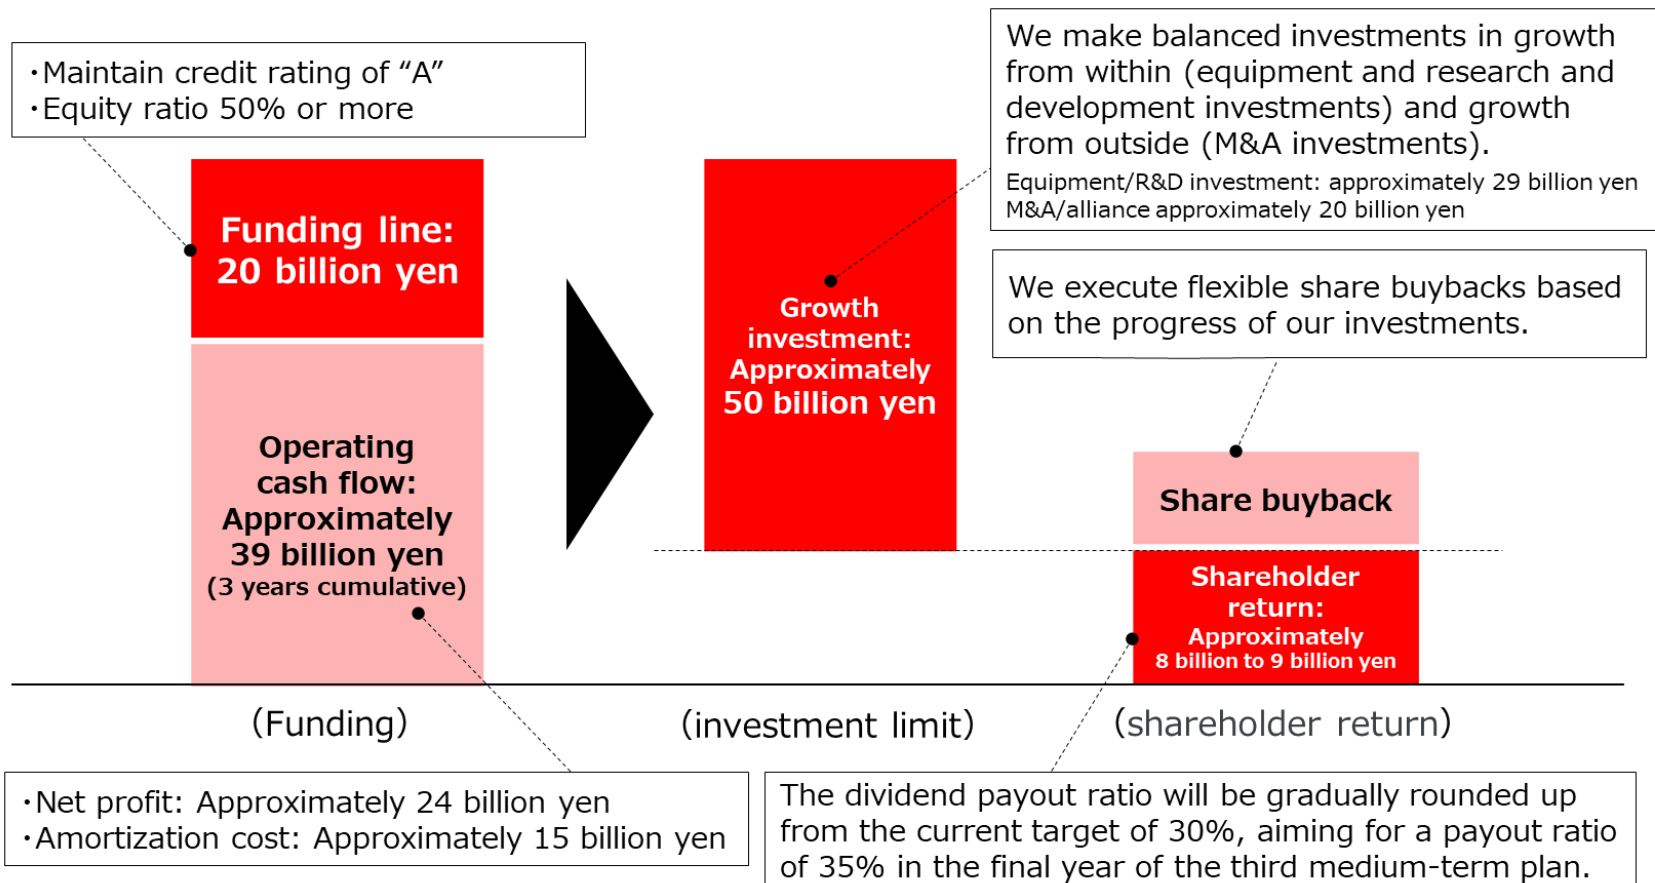 ・Maintain credit rating of “A”
・Equity ratio 50% or more
Funding line:
20 billion yen
Operating
cash flow:
Approximately
39 billion yen
(3 years cumulative)
(Funding)
・Net profit: Approximately 24 billion yen
・Amortization cost: Approximately 15 billion yen
We make balanced investments in growth
from within (equipment and research and
development investments) and growth
from outside (M&A investments).
Equipment/R&D investment: approximately 29 billion yen
M&A/alliance approximately 20 billion yen
Growth
investment:
Approximately
50 billion yen
(investment limit)
We execute flexible share buybacks based
on the progress of our investments.
Share buyback
Shareholder
return:
Approximately
8 billion to 9 billion yen
(shareholder return)
The dividend payout ratio will be gradually rounded up
from the current target of 30%, aiming for a payout ratio
of 35% in the final year of the third medium-term plan.